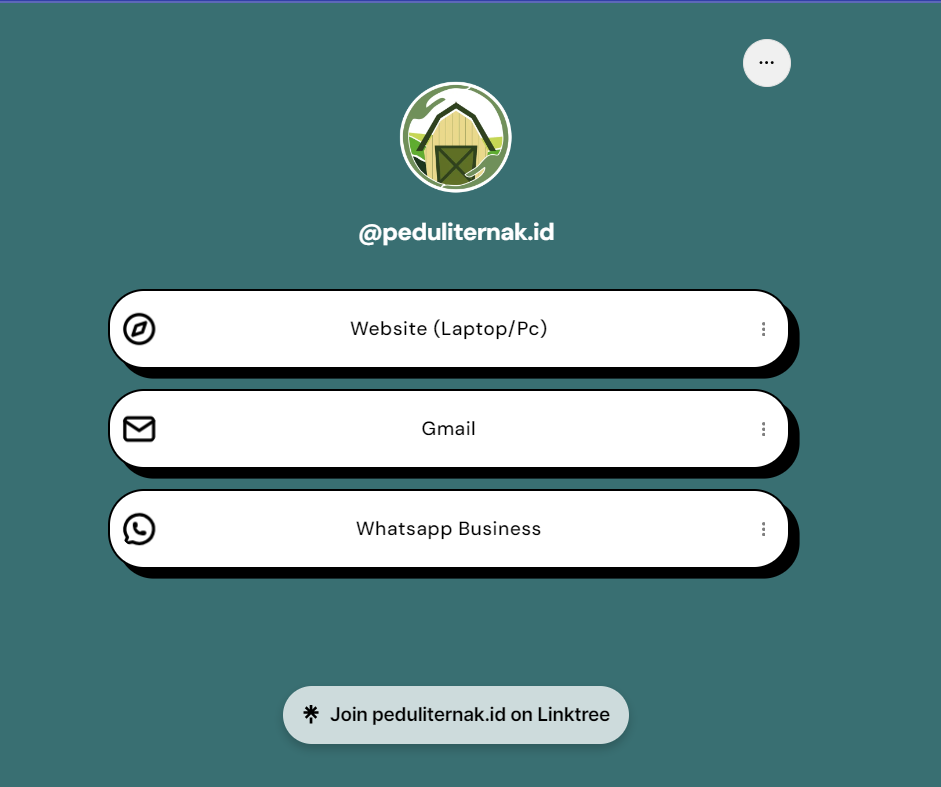 @peduliternak.id
Website (Laptop/Pc)
Gmail
Whatsapp Business
Join peduliternak.id on Linktree